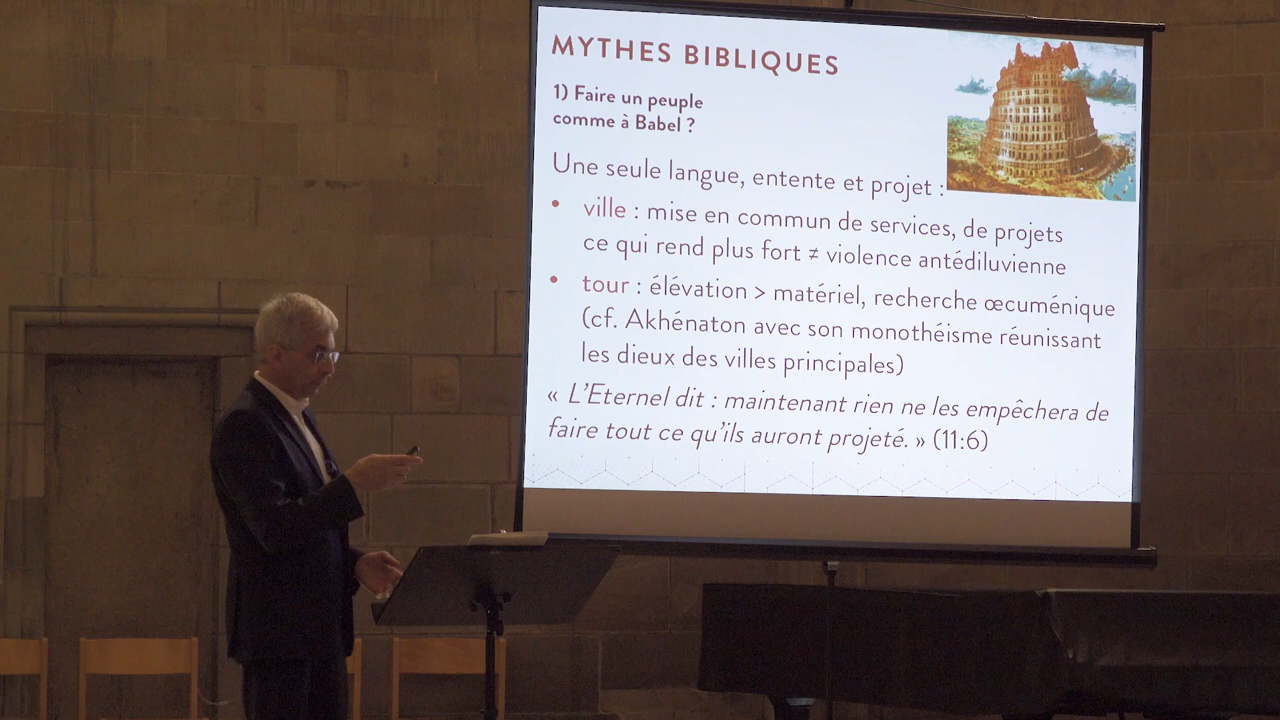 MYTHES BIBLIQUES
1) Faire un peuple
comme à Babel ?
Une seule langue, entente et projet :
• ville : mise en commun de services, de projets
ce qui rend plus fort ≠ violence antédiluvienne
• tour : élévation > matériel, recherche œcuménique
(cf. Akhénaton avec son monothéisme réunissant
les dieux des villes principales)
« L’Eternel dit : maintenant rien ne les empêchera de
faire tout ce qu’ils auront projeté. » (11:6)